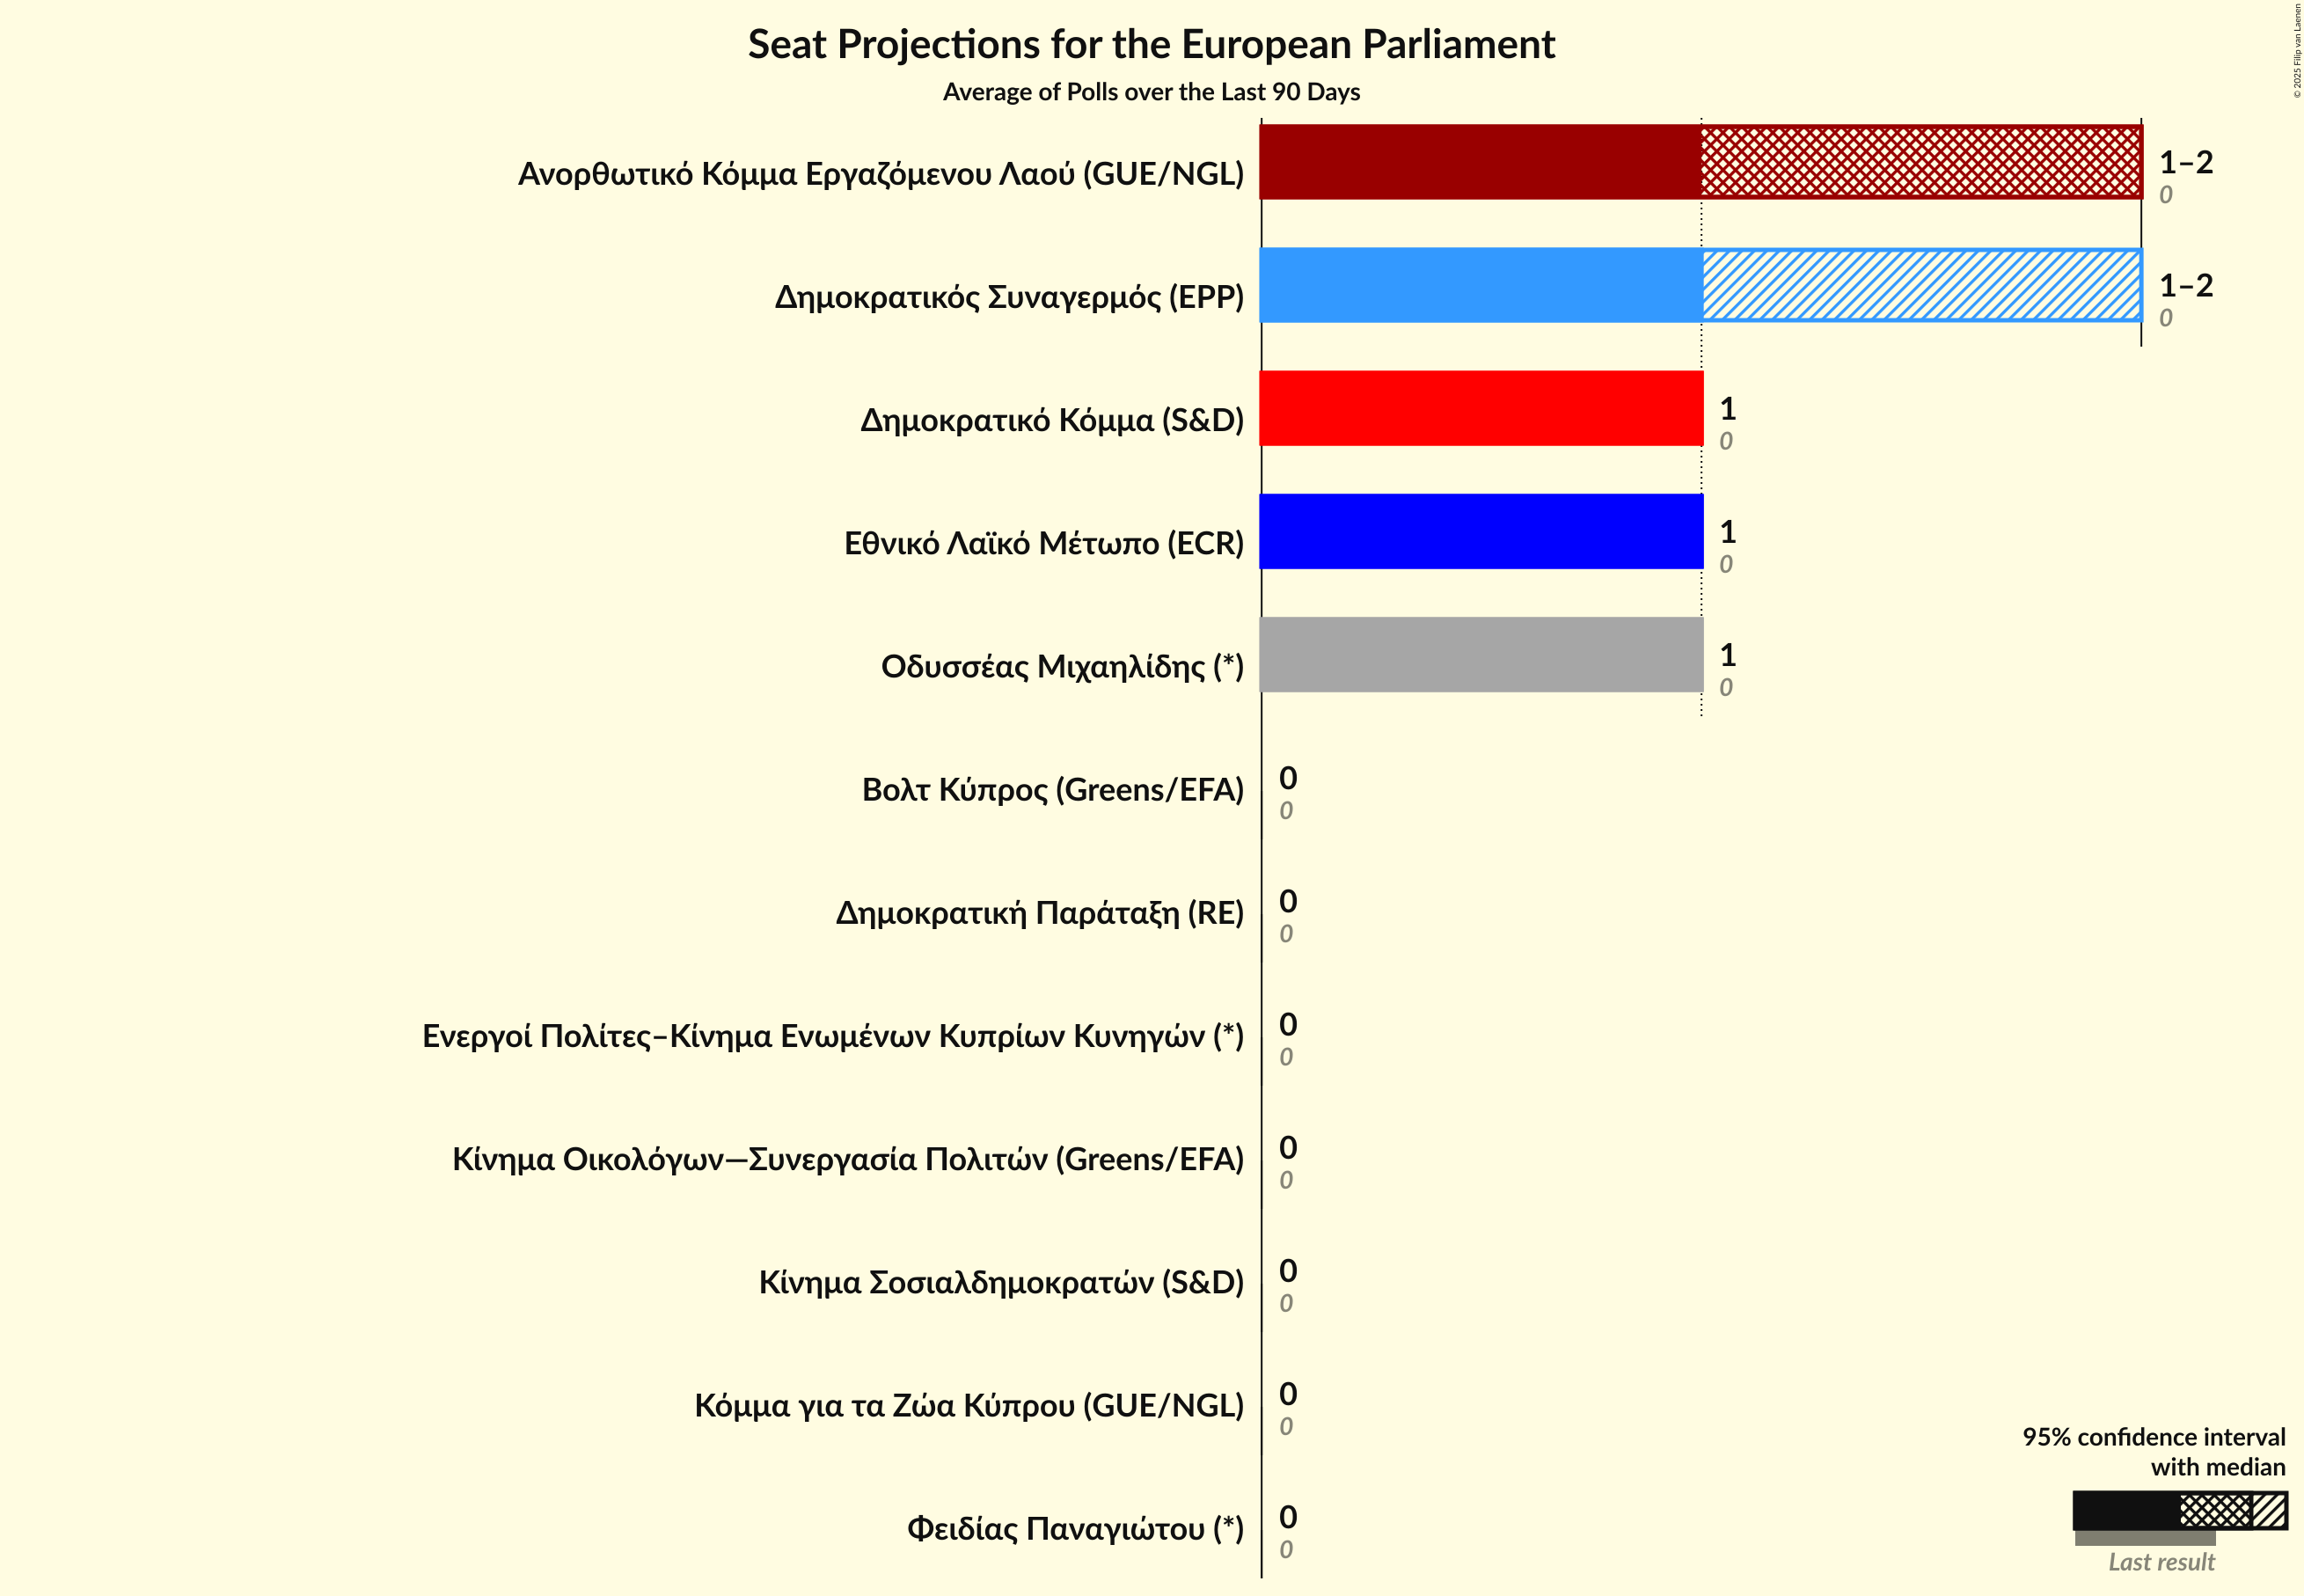 Seat Projections for the European Parliament
Average of Polls over the Last 90 Days
© 2025 Filip van Laenen
Ανορθωτικό Κόμμα Εργαζόμενου Λαού (GUE/NGL)
1–2
0
Δημοκρατικός Συναγερμός (EPP)
1–2
0
Δημοκρατικό Κόμμα (S&D)
1
0
Εθνικό Λαϊκό Μέτωπο (ECR)
1
0
Οδυσσέας Μιχαηλίδης (*)
1
0
Βολτ Κύπρος (Greens/EFA)
0
0
Δημοκρατική Παράταξη (RE)
0
0
Ενεργοί Πολίτες–Κίνημα Ενωμένων Κυπρίων Κυνηγών (*)
0
0
Κίνημα Οικολόγων—Συνεργασία Πολιτών (Greens/EFA)
0
0
Κίνημα Σοσιαλδημοκρατών (S&D)
0
0
Κόμμα για τα Ζώα Κύπρου (GUE/NGL)
0
0
Φειδίας Παναγιώτου (*)
0
0
95% confidence interval
with median
Last result